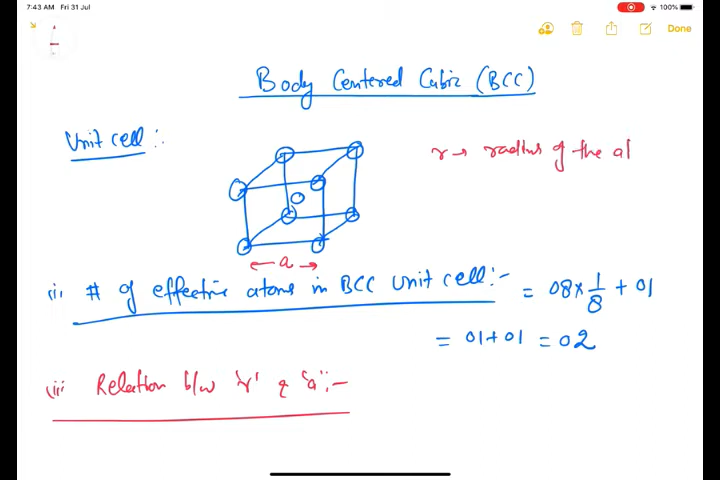 7:43 AM Fri 31 Jul
100%
Done
Body Centered Cubic (BCC)
Unit cell :-
r → radius of the at
← a →
(i) # of effective atoms in BCC Unit cell :- = 08 × 1/8 + 01
= 01 + 01 = 02
(ii) Relation b/w 'r' & 'a' :-